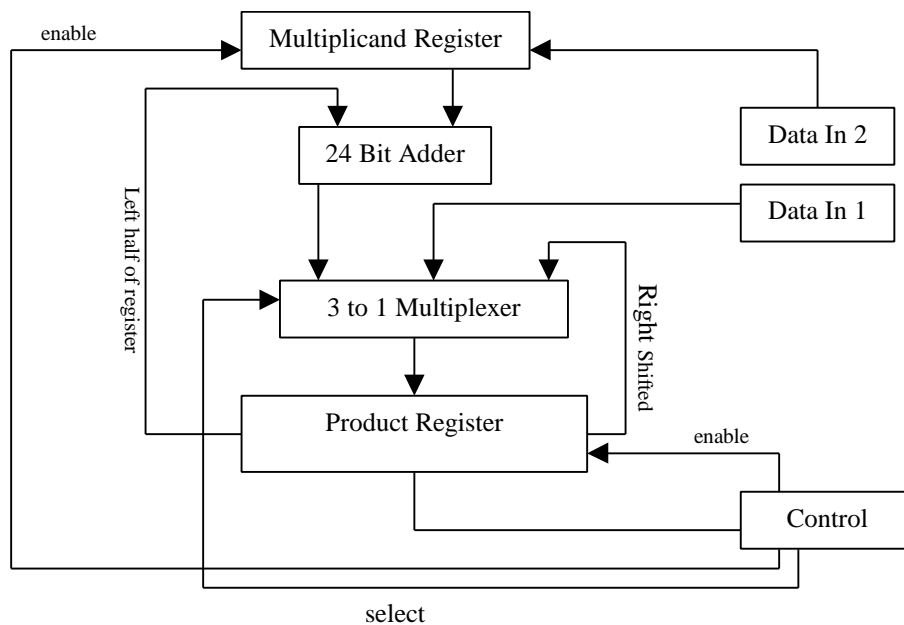 enable
Multiplicand Register
24 Bit Adder
Data In 2
Data In 1
Left half of register
3 to 1 Multiplexer
Right Shifted
Product Register
enable
Control
select